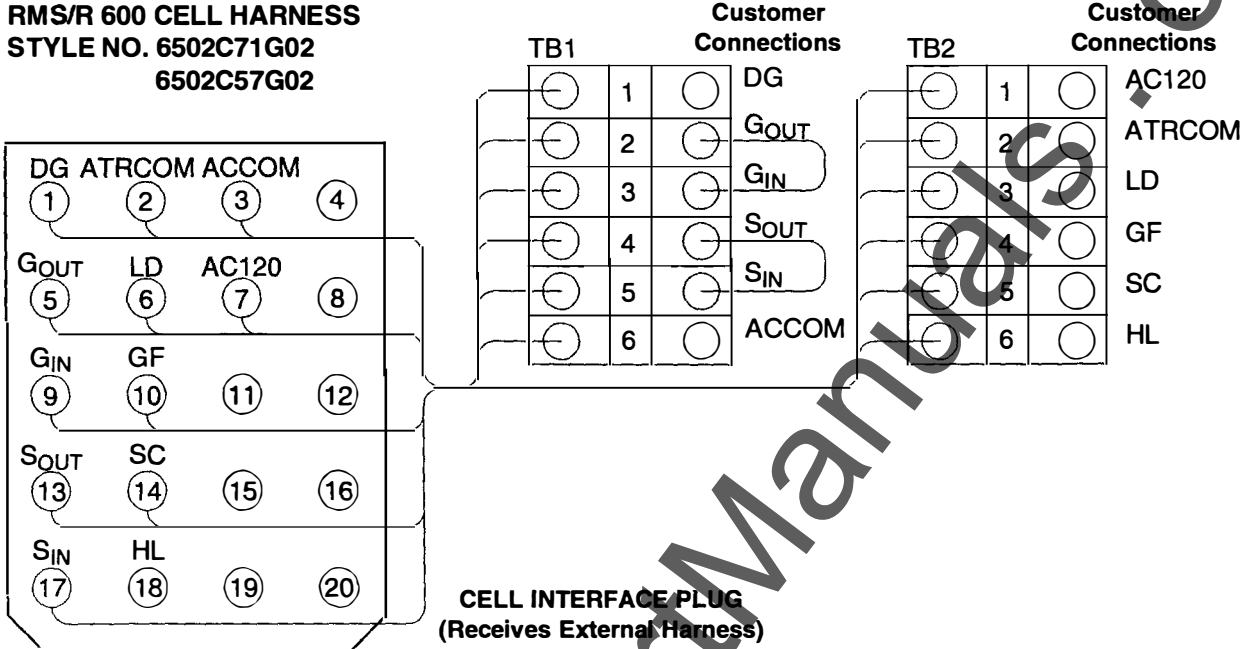 RMS/R 600 CELL HARNESS
STYLE NO. 6502C71G02
6502C57G02
DG ATRCOM ACCOM
1 2 3 4
GOUT LD AC120
5 6 7 8
GIN GF
9 10 11 12
SOUT SC
13 14 15 16
SIN HL
17 18 19 20
CELL INTERFACE PLUG
(Receives External Harness)
TB1
Customer
Connections
1 DG
2 GOUT
3 GIN
4 SOUT
5 SIN
6 ACCOM
TB2
Customer
Connections
1 AC120
2 ATRCOM
3 LD
4 GF
5 SC
6 HL